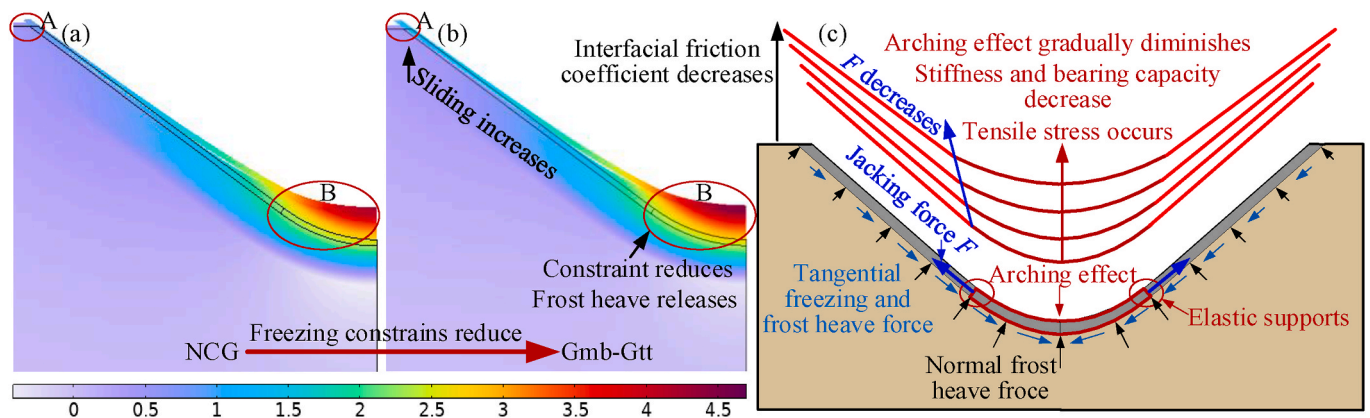 A
(a)
B
A
(b)
Sliding increases
B
Constraint reduces
Frost heave releases
Freezing constrains reduce
NCG
Gmb-Gtt
0 0.5 1 1.5 2 2.5 3 3.5 4 4.5
(c)
Interfacial friction
coefficient decreases
Arching effect gradually diminishes
Stiffness and bearing capacity
decrease
Tensile stress occurs
F decreases
Jacking force F
Arching effect
Tangential
freezing and
frost heave force
Elastic supports
Normal frost
heave froce